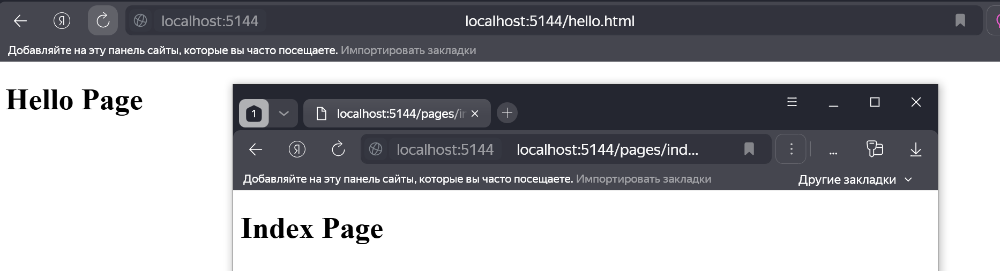 Я localhost:5144 localhost:5144/hello.html
Добавляйте на эту панель сайты, которые вы часто посещаете. Импортировать закладки
Hello Page
1 localhost:5144/pages/in
Я localhost:5144 localhost:5144/pages/ind... ...
Добавляйте на эту панель сайты, которые вы часто посещаете. Импортировать закладки Другие закладки
Index Page